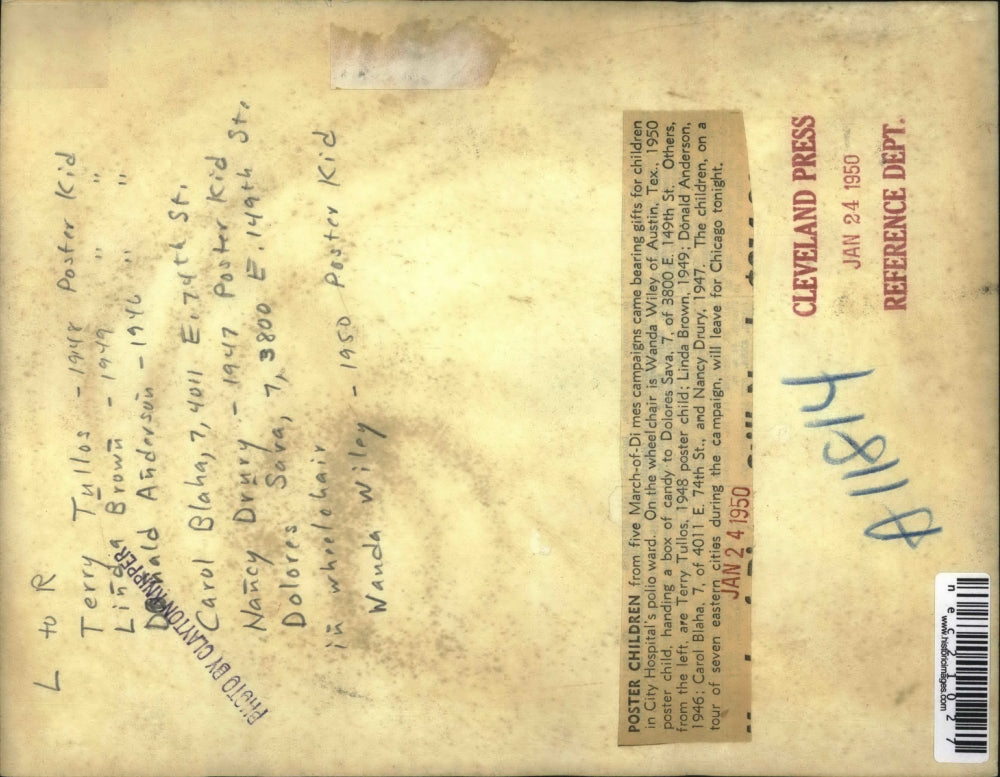 L to R
Terry Tullos - 1948 Poster Kid
Linda Brown - 1949 " "
Donald Anderson - 1946 " "
Carol Blaha, 7, 4011 E. 74th St.
Nancy Drury - 1947 Poster Kid
Dolores Sava, 7, 3800 E. 149th St.
in wheelchair
Wanda Wiley - 1950 Poster Kid
PHOTO BY CLAYTON KNIPPER
POSTER CHILDREN from five March-of-Di mes campaigns came bearing gifts for children
in City Hospital's polio ward. On the wheelchair is Wanda Wiley of Austin, Tex., 1950
poster child, handing a box of candy to Dolores Sava, 7, of 3800 E. 149th St. Others,
from the left, are Terry Tullos, 1948 poster child; Linda Brown, 1949; Donald Anderson,
1946; Carol Blaha, 7, of 4011 E. 74th St., and Nancy Drury, 1947. The children, on a
tour of seven eastern cities during the campaign, will leave for Chicago tonight.
JAN 24 1950
CLEVELAND PRESS
JAN 24 1950
REFERENCE DEPT.
A11814
www.historicimages.com
nec21027